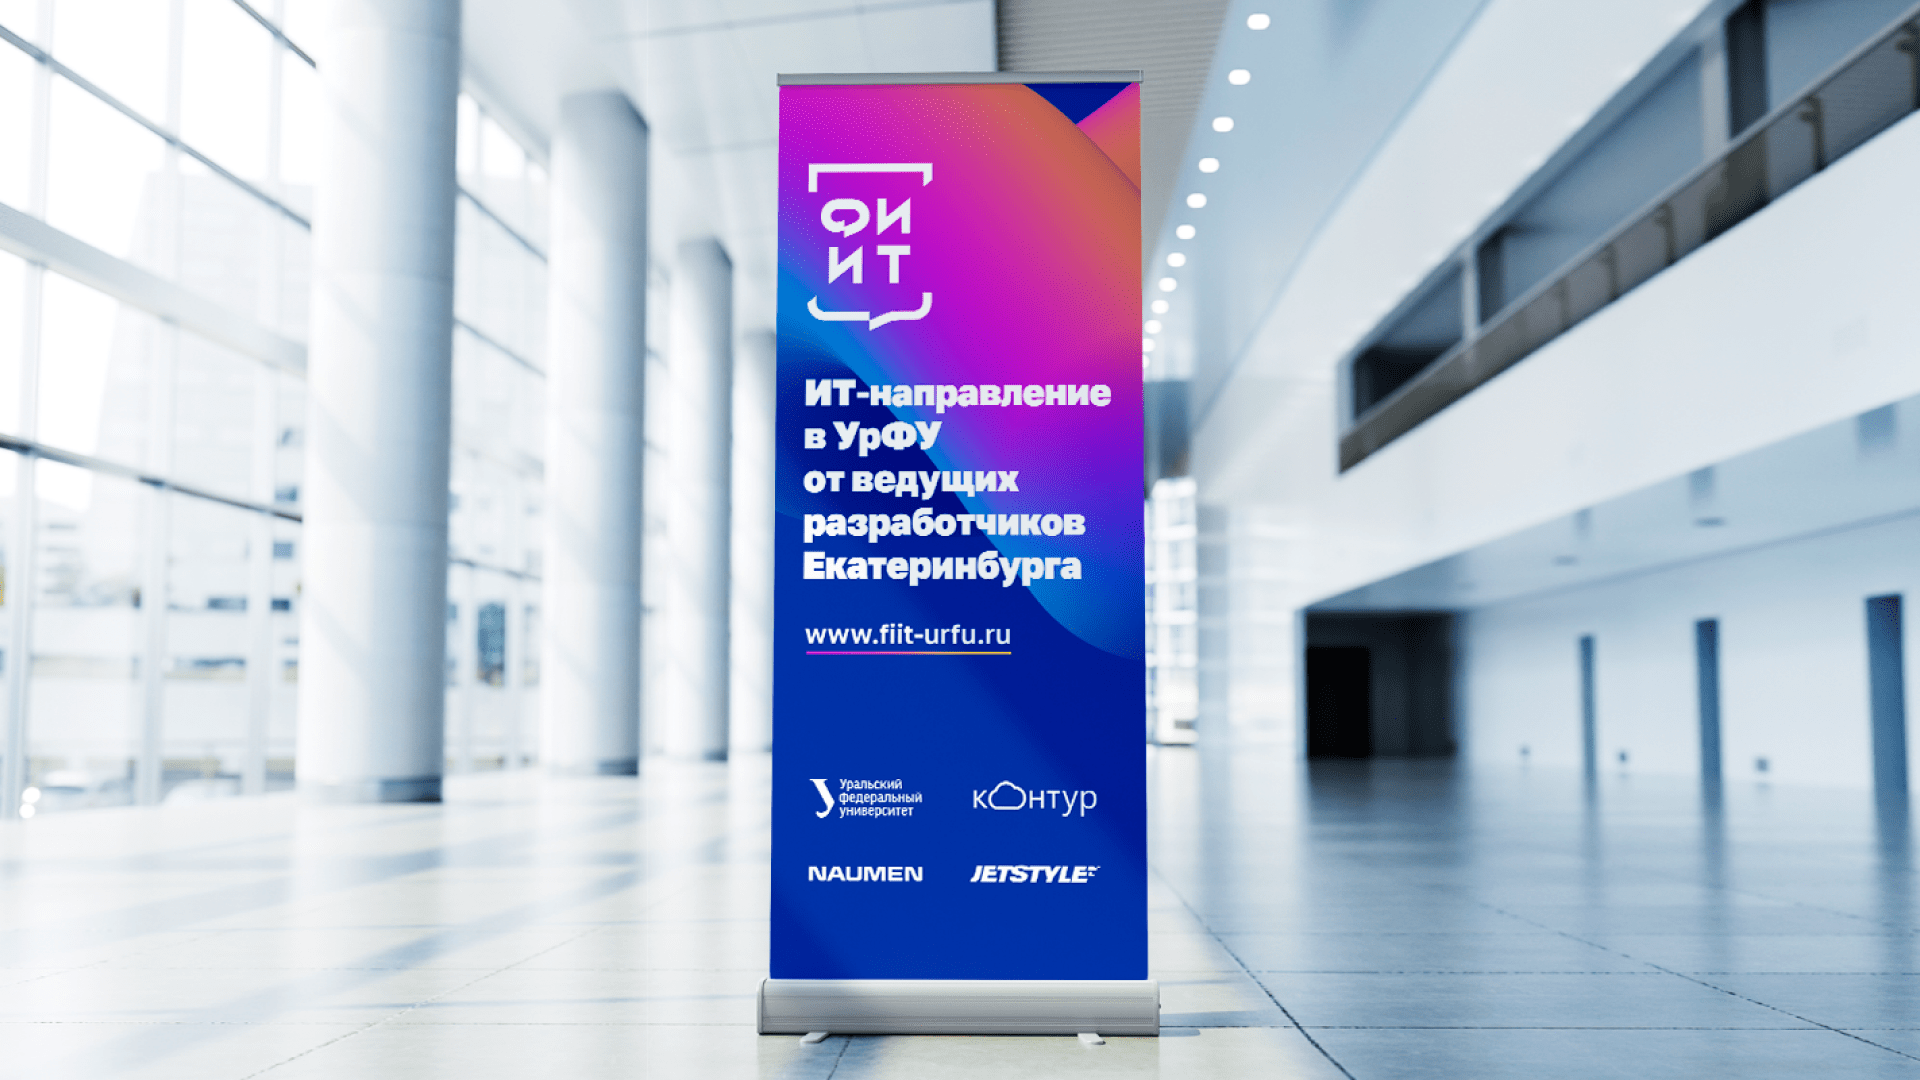 ФИ
ИТ
ИТ-направление
в УрФУ
от ведущих
разработчиков
Екатеринбурга
www.fiit-urfu.ru
Уральский
федеральный
университет
контур
NAUMEN
JETSTYLE